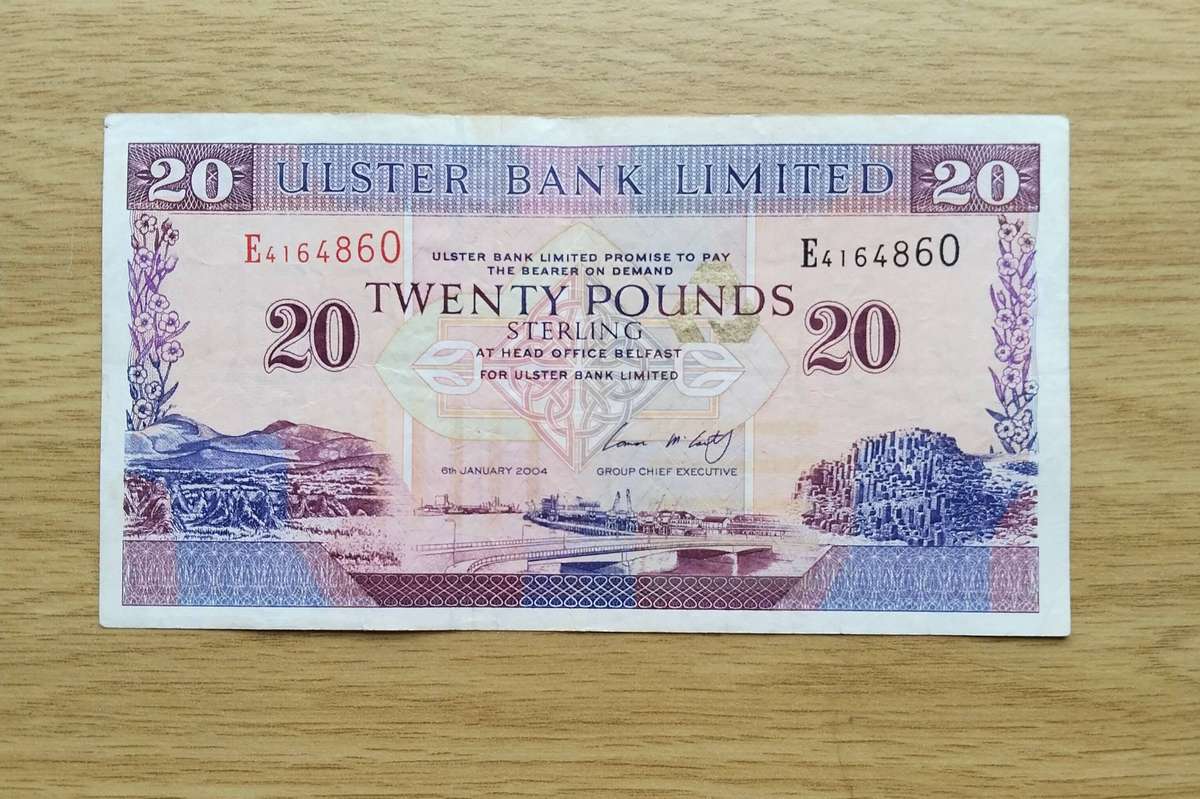 20 ULSTER BANK LIMITED 20
E4164860 E4164860
ULSTER BANK LIMITED PROMISE TO PAY
THE BEARER ON DEMAND
TWENTY POUNDS
20 STERLING 20
AT HEAD OFFICE BELFAST
FOR ULSTER BANK LIMITED
6th JANUARY 2004 GROUP CHIEF EXECUTIVE